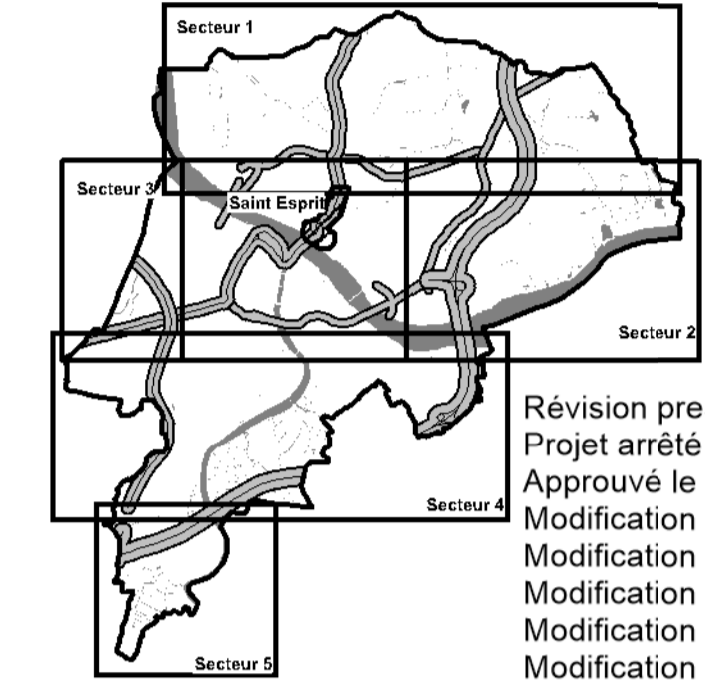 Secteur 1
Secteur 3
Saint Esprit
Secteur 2
Secteur 4
Secteur 5
Révision pre
Projet arrêté
Approuvé le
Modification
Modification
Modification
Modification
Modification